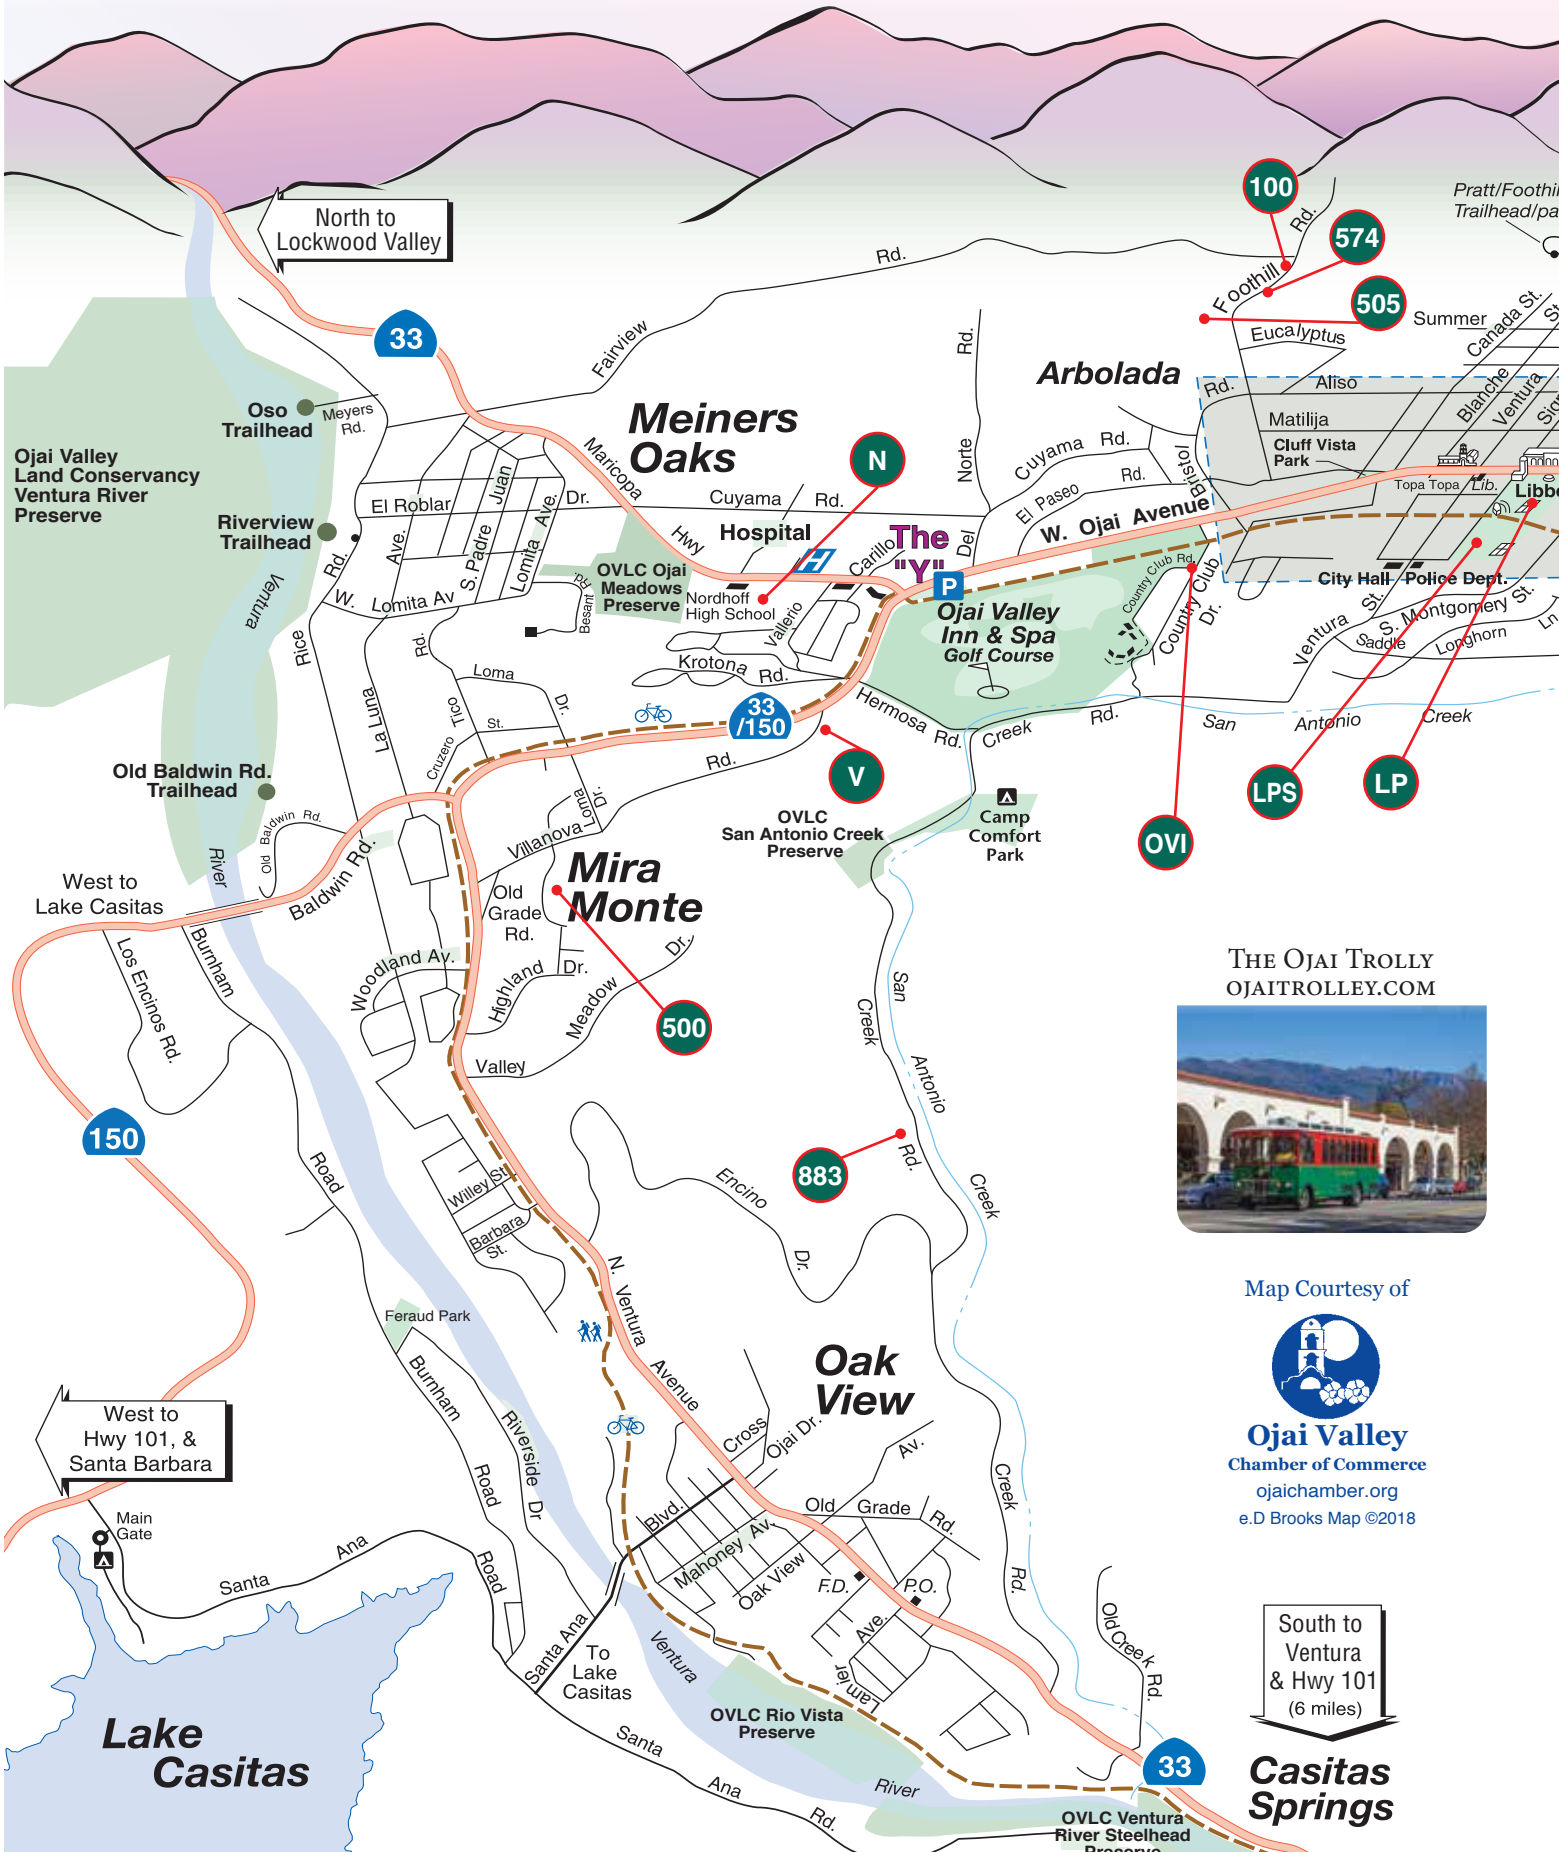 North to
Lockwood Valley
100
574
505
Pratt/Foothil
Trailhead/pa
Rd.
Foothill
Rd.
Summer
Canada St.
St.
33
Fairview
Rd.
Eucalyptus
Arbolada
Rd.
Aliso
Blanche
Ventura
Sig
Matilija
Cluff Vista
Park
Oso
Trailhead
Meyers
Rd.
Meiners
Oaks
Maricopa
Hwy
N
Norte
Del
Cuyama Rd.
El Paseo
Rd.
Bristol
W. Ojai Avenue
Topa Topa
Lib.
Libbe
Ojai Valley
Land Conservancy
Ventura River
Preserve
El Roblar
Dr.
Juan
S. Padre
Ave.
Lomita Ave.
Cuyama Rd.
Hospital
H
The
"Y"
Carillo
P
Riverview
Trailhead
Ventura
Rd.
Rice
W. Lomita Av
OVLC Ojai
Meadows
Preserve
Besant
Rd.
Nordhoff
High School
Vallerio
Ojai Valley
Inn & Spa
Golf Course
Country Club Rd.
Country Club
Dr.
City Hall
Police Dept.
Ventura
St.
S. Montgomery St.
Saddle
Longhorn
Ln
Krotona Rd.
Hermosa Rd.
Creek
Rd.
San
Antonio
Creek
La Luna
Rd.
Tico
Cruzero
Loma
Dr.
St.
33
/150
V
Rd.
Villanova
Loma
Dr.
LPS
LP
OVI
Old Baldwin Rd.
Trailhead
Old Baldwin Rd.
River
Baldwin Rd.
OVLC
San Antonio Creek
Preserve
Camp
Comfort
Park
Mira
Monte
Old
Grade
Rd.
West to
Lake Casitas
Los Encinos Rd.
Burnham
Woodland Av.
Highland
Dr.
Meadow
Dr.
Valley
500
San
Creek
Antonio
Creek
Rd.
883
The Ojai Trolly
ojaitrolley.com
150
Road
Willey St.
Barbara
St.
Encino
Dr.
N. Ventura
Avenue
Feraud Park
Burnham
Road
Riverside
Dr
Map Courtesy of
Ojai Valley
Chamber of Commerce
ojaichamber.org
e.D Brooks Map ©2018
Oak
View
Cross
Ojai Dr.
Av.
West to
Hwy 101, &
Santa Barbara
Main
Gate
Santa
Ana
Road
Blvd.
Mahoney Av.
Oak View
Old Grade
Rd.
F.D.
P.O.
Ave.
Lamier
Creek
Rd.
Old Creek Rd.
Santa Ana
To
Lake
Casitas
Ventura
OVLC Rio Vista
Preserve
Santa
Ana
Rd.
River
South to
Ventura
& Hwy 101
(6 miles)
33
Lake
Casitas
Casitas
Springs
OVLC Ventura
River Steelhead
Preserve